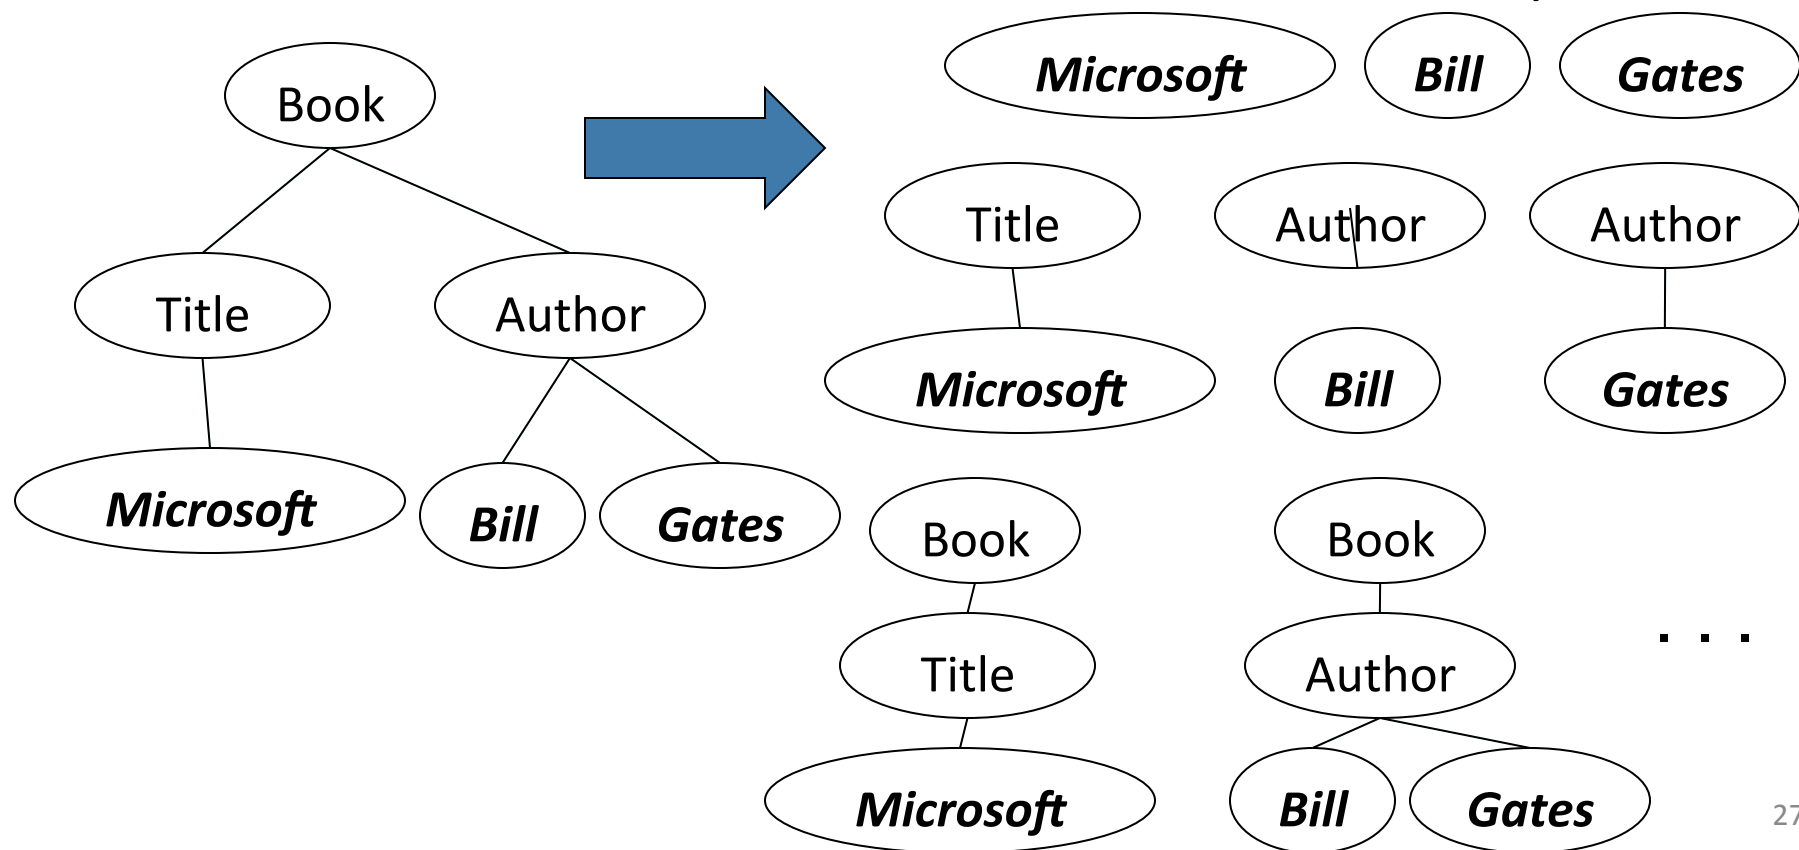 Microsoft Bill Gates
Book
Title Author Author
Title Author
Microsoft Bill Gates
Microsoft Bill Gates
Book Book
Title Author
. . .
Microsoft Bill Gates
27